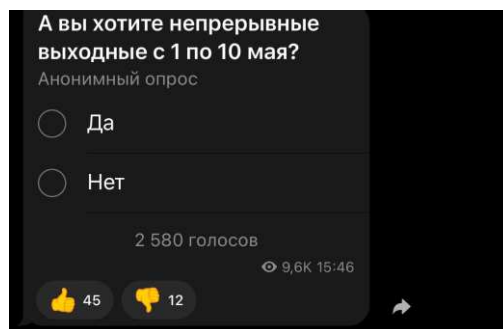 А вы хотите непрерывные
выходные с 1 по 10 мая?
Анонимный опрос
Да
Нет
2 580 голосов
9,6K 15:46
45 12